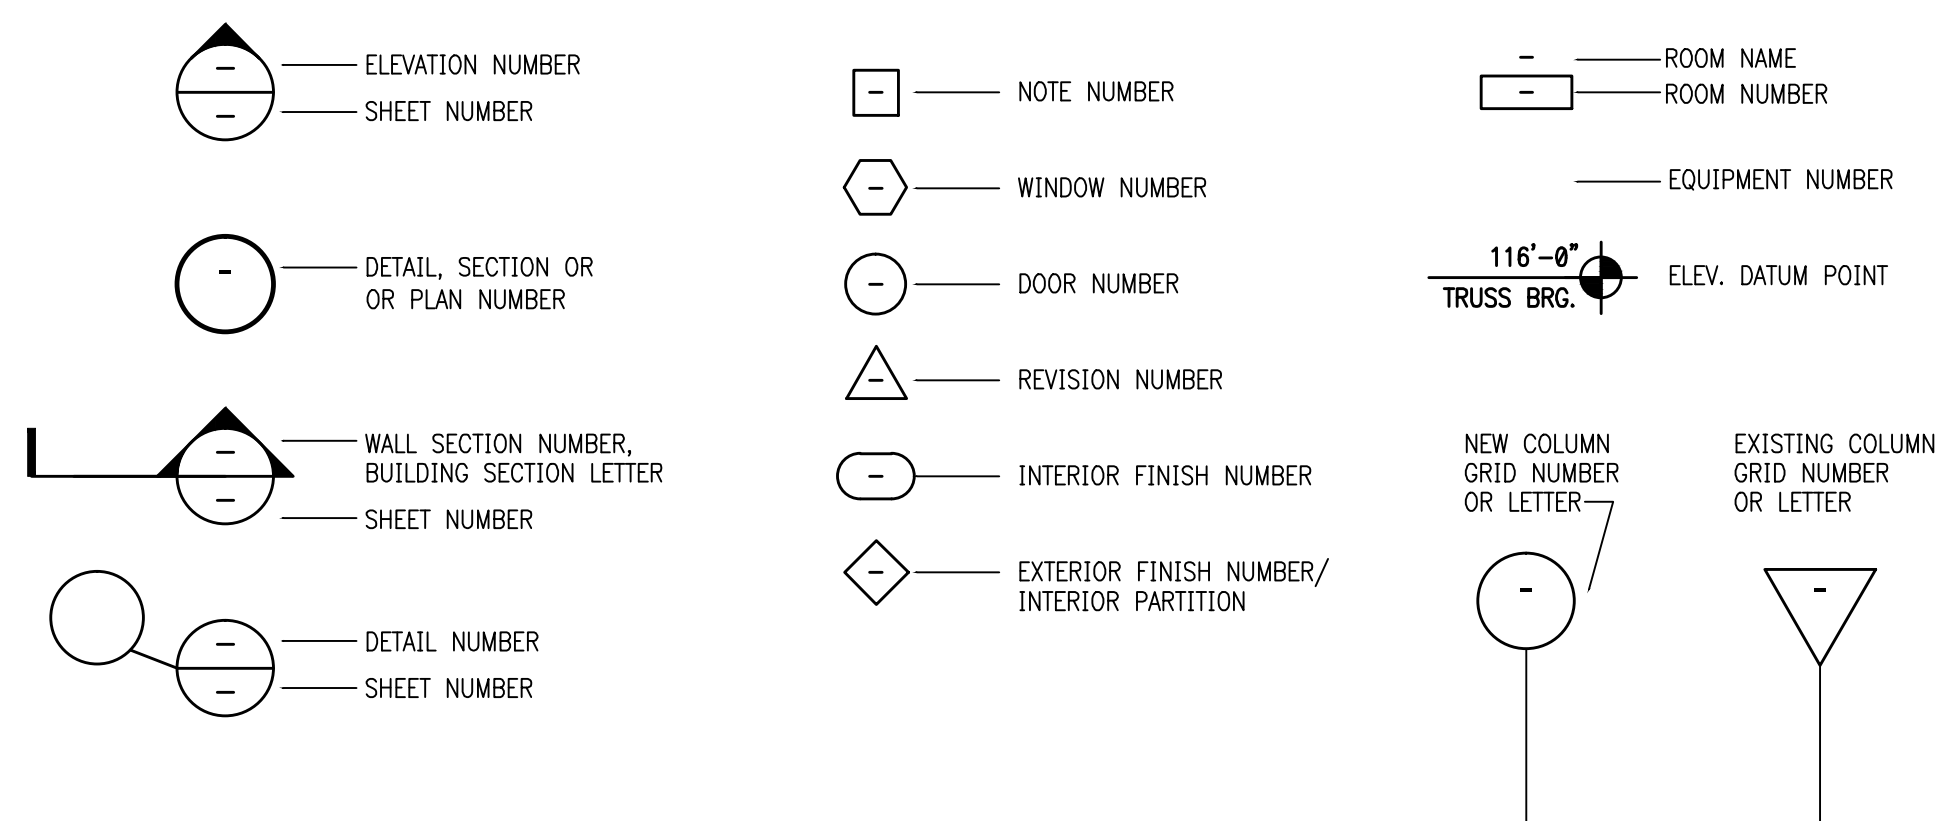 -
ELEVATION NUMBER
-
SHEET NUMBER
-
DETAIL, SECTION OR
OR PLAN NUMBER
-
WALL SECTION NUMBER,
BUILDING SECTION LETTER
-
SHEET NUMBER
-
DETAIL NUMBER
-
SHEET NUMBER
-
NOTE NUMBER
-
WINDOW NUMBER
-
DOOR NUMBER
-
REVISION NUMBER
-
INTERIOR FINISH NUMBER
-
EXTERIOR FINISH NUMBER/
INTERIOR PARTITION
-
ROOM NAME
-
ROOM NUMBER
EQUIPMENT NUMBER
116'-0"
TRUSS BRG.
ELEV. DATUM POINT
NEW COLUMN
GRID NUMBER
OR LETTER
-
EXISTING COLUMN
GRID NUMBER
OR LETTER
-